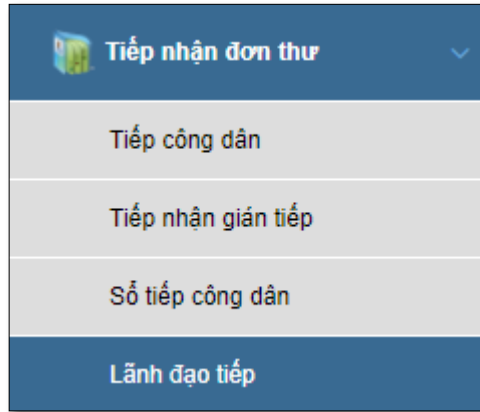 Tiếp nhận đơn thư
Tiếp công dân
Tiếp nhận gián tiếp
Sổ tiếp công dân
Lãnh đạo tiếp